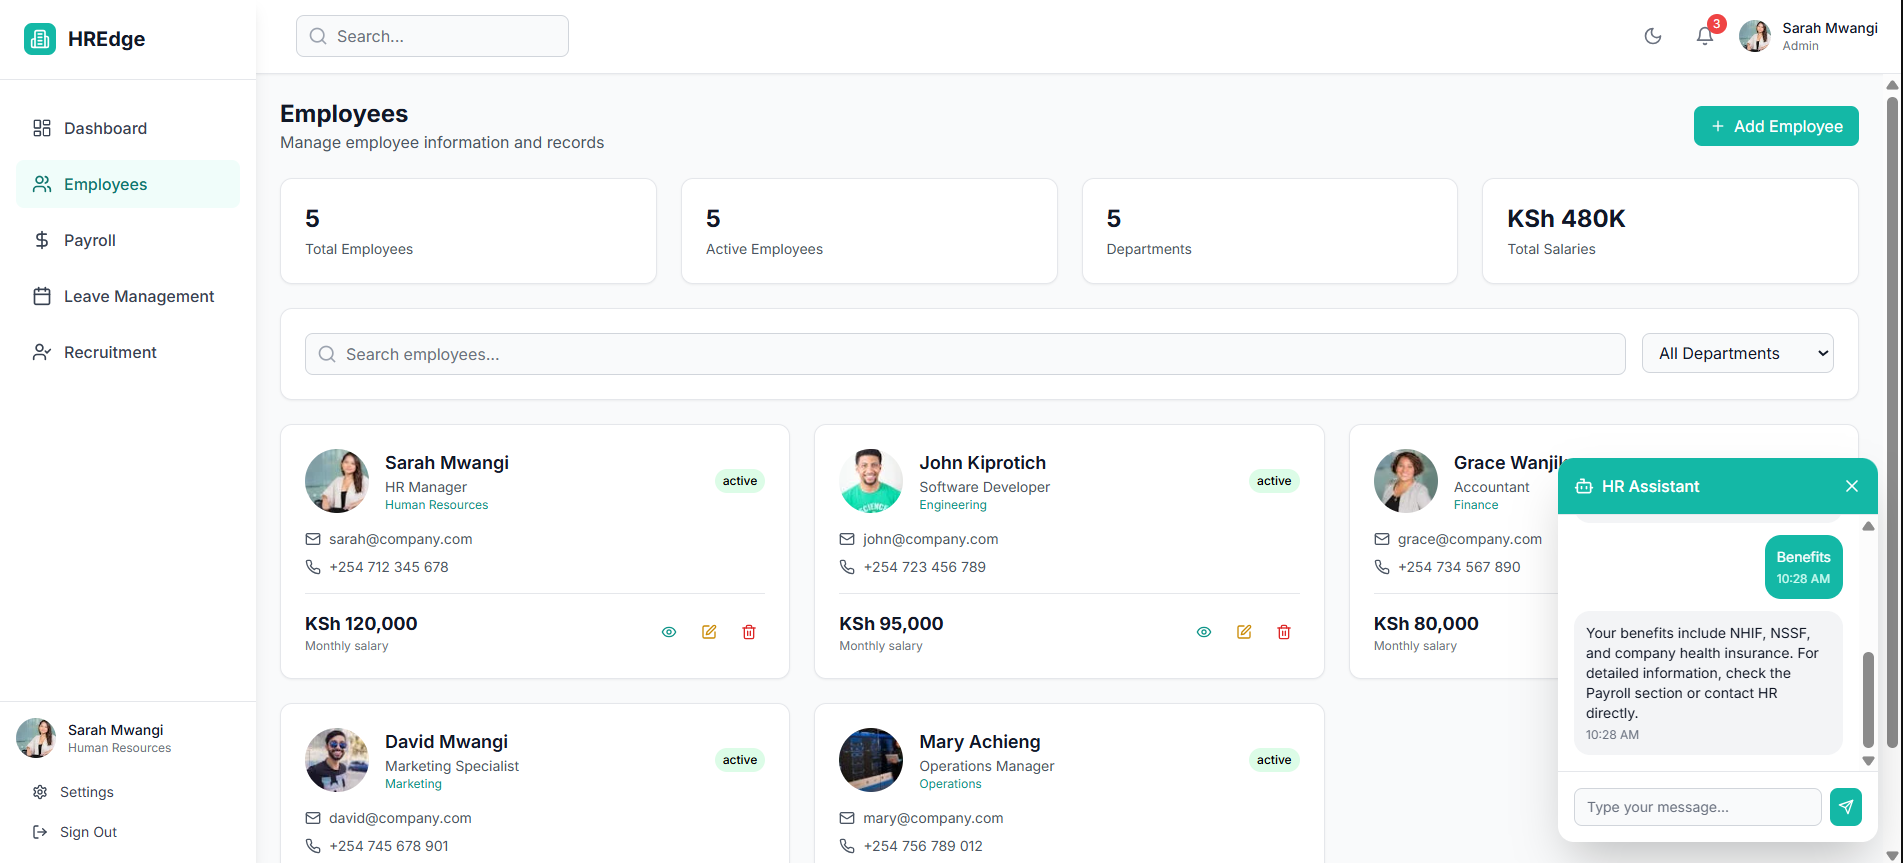 HREdge
Search...
3
Sarah Mwangi
Admin
Dashboard
Employees
Payroll
Leave Management
Recruitment
Sarah Mwangi
Human Resources
Settings
Sign Out
Employees
Manage employee information and records
+ Add Employee
5
Total Employees
5
Active Employees
5
Departments
KSh 480K
Total Salaries
Search employees...
All Departments
Sarah Mwangi
HR Manager
Human Resources
active
sarah@company.com
+254 712 345 678
KSh 120,000
Monthly salary
John Kiprotich
Software Developer
Engineering
active
john@company.com
+254 723 456 789
KSh 95,000
Monthly salary
Grace
Accountant
Finance
grace@company.com
+254 734 567 890
KSh 80,000
Monthly salary
David Mwangi
Marketing Specialist
Marketing
active
david@company.com
+254 745 678 901
Mary Achieng
Operations Manager
Operations
active
mary@company.com
+254 756 789 012
HR Assistant
Benefits
10:28 AM
Your benefits include NHIF, NSSF,
and company health insurance. For
detailed information, check the
Payroll section or contact HR
directly.
10:28 AM
Type your message...